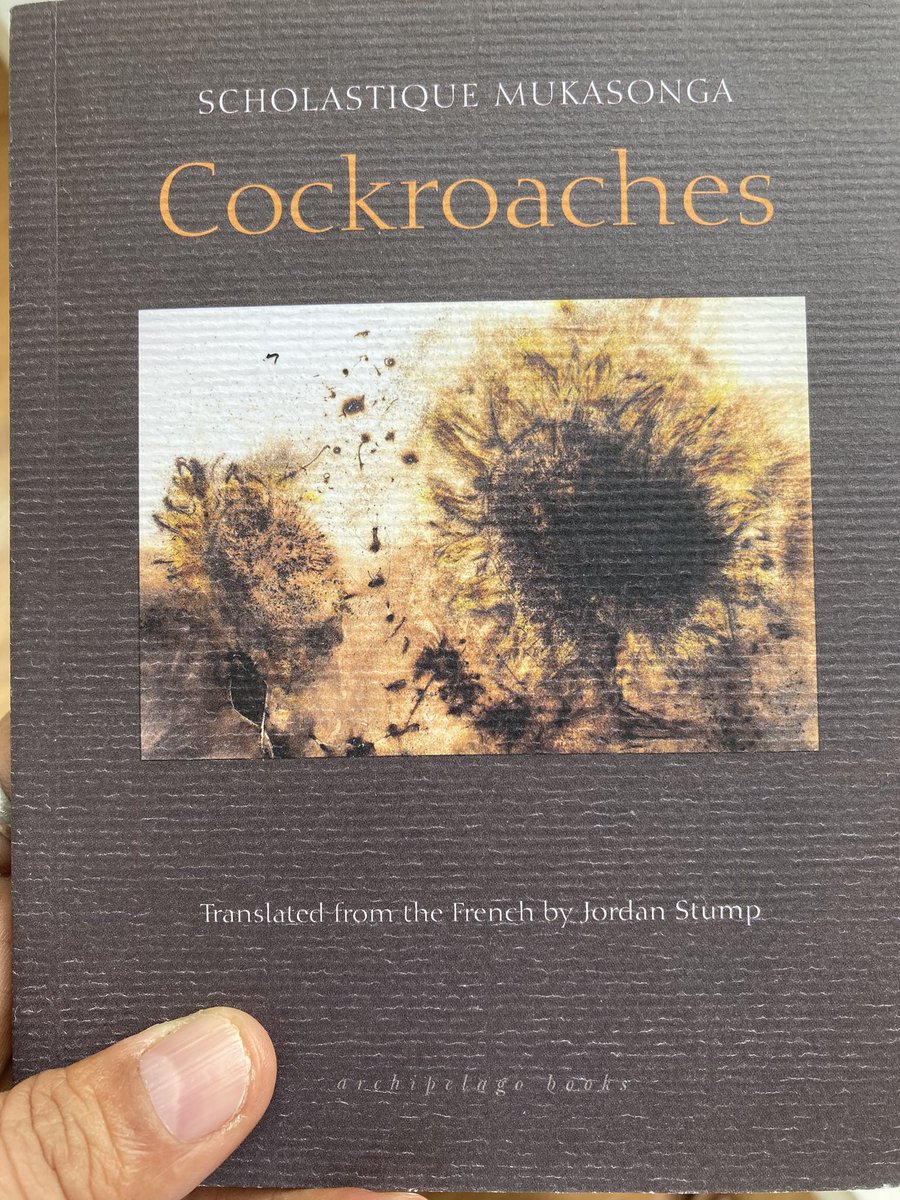 SCHOLASTIQUE MUKASONGA
Cockroaches
Translated from the French by Jordan Stump
archipelago books